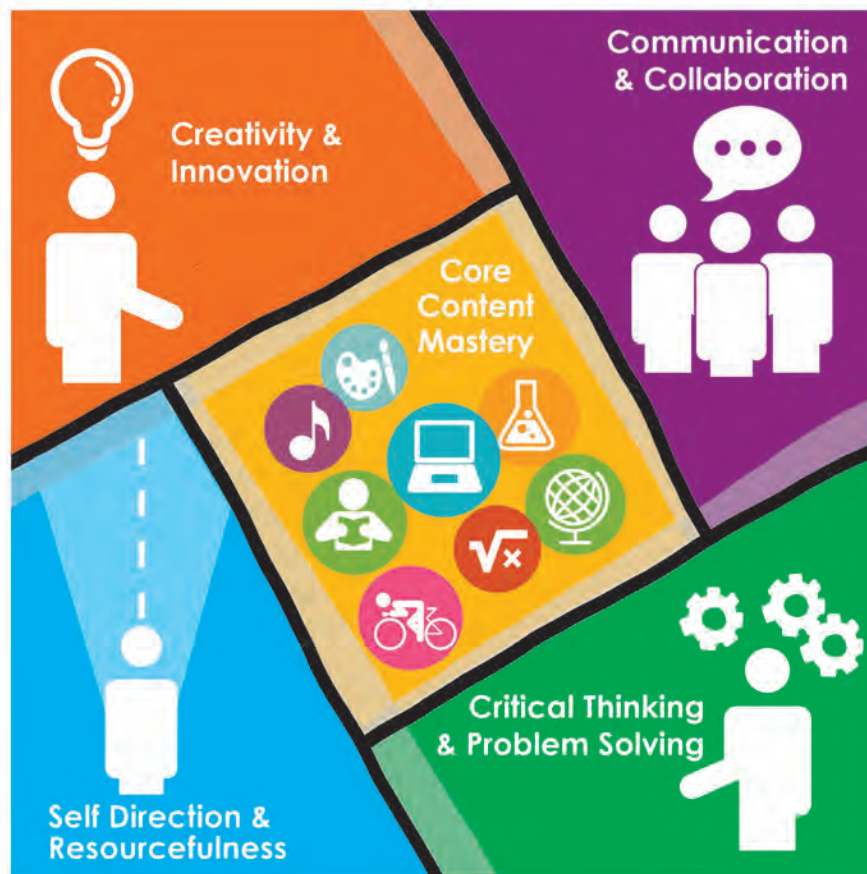 Creativity &
Innovation
Communication
& Collaboration
Core
Content
Mastery
√x
Critical Thinking
& Problem Solving
Self Direction &
Resourcefulness